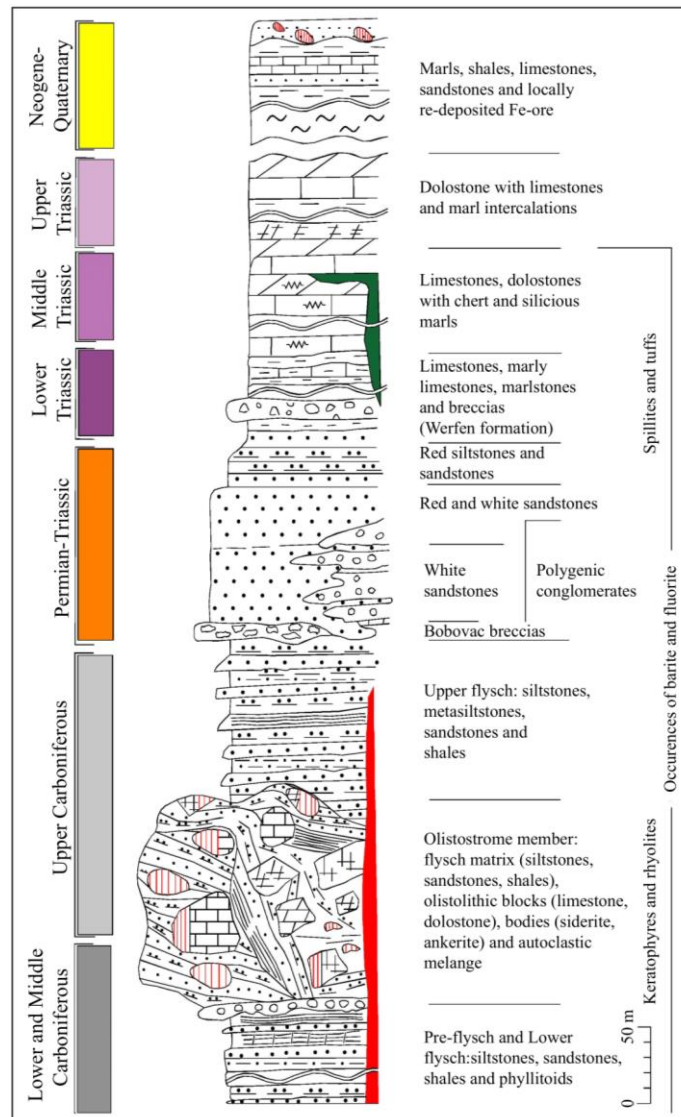 Neogene-
Quaternary
Upper
Triassic
Middle
Triassic
Lower
Triassic
Permian-Triassic
Upper Carboniferous
Lower and Middle
Carboniferous
Marls, shales, limestones,
sandstones and locally
re-deposited Fe-ore
Dolostone with limestones
and marl intercalations
Limestones, dolostones
with chert and silicious
marls
Limestones, marly
limestones, marlstones
and breccias
(Werfen formation)
Red siltstones and
sandstones
Red and white sandstones
White
sandstones
Polygenic
conglomerates
Bobovac breccias
Upper flysch: siltstones,
metasiltstones,
sandstones and
shales
Olistostrome member:
flysch matrix (siltstones,
sandstones, shales),
olistolithic blocks (limestone,
dolostone), bodies (siderite,
ankerite) and autoclastic
melange
Pre-flysch and Lower
flysch:siltstones, sandstones,
shales and phyllitoids
Spillites and tuffs
Occurences of barite and fluorite
Keratophyres and rhyolites
50 m
0